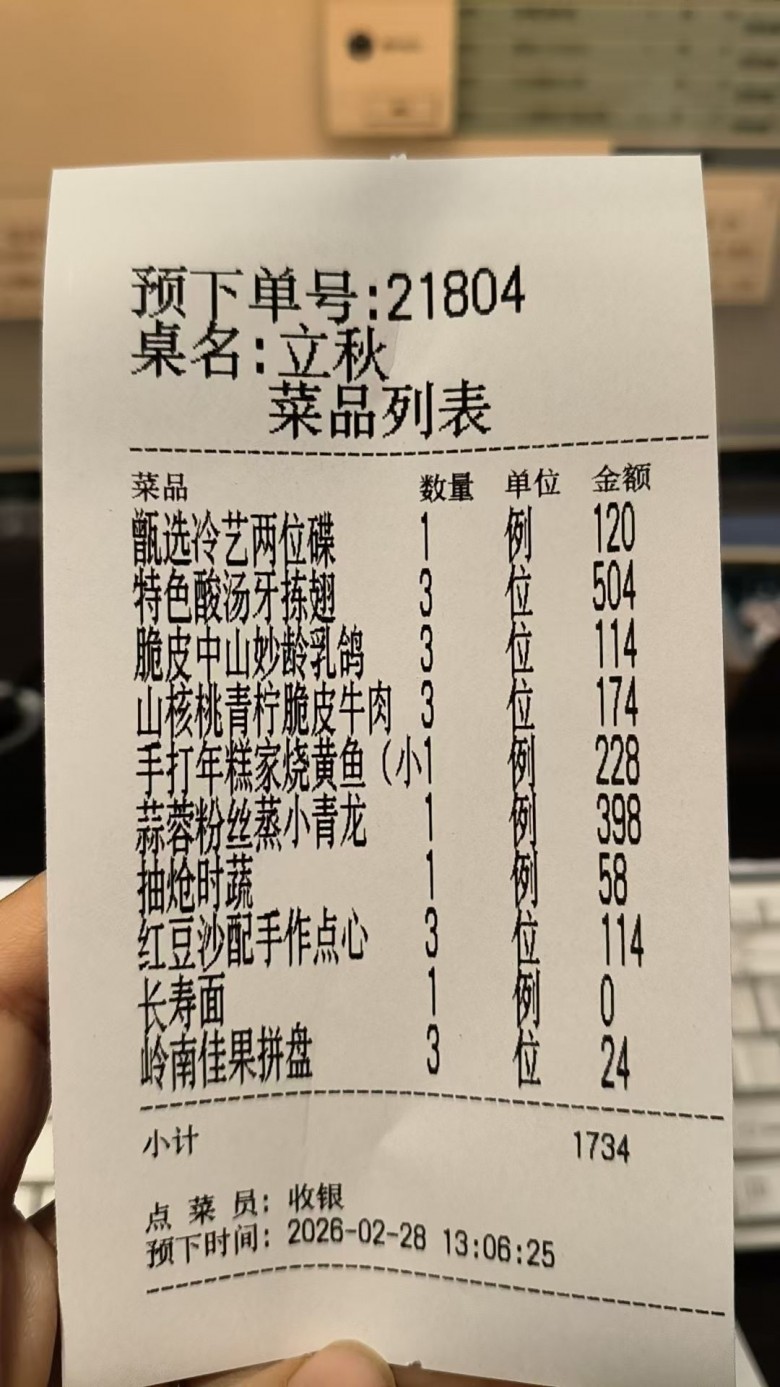 预下单号:21804
桌名:立秋
菜品列表
菜品 数量 单位 金额
甑选冷艺两位碟 1 例 120
特色酸汤牙拣翅 3 位 504
脆皮中山妙龄乳鸽 3 位 114
山核桃青柠脆皮牛肉 3 位 174
手打年糕家烧黄鱼（小1 例 228
蒜蓉粉丝蒸小青龙 1 例 398
抽炝时蔬 1 例 58
红豆沙配手作点心 3 位 114
长寿面 1 例 0
岭南佳果拼盘 3 位 24
小计 1734
点 菜 员: 收银
预下时间: 2026-02-28 13:06:25